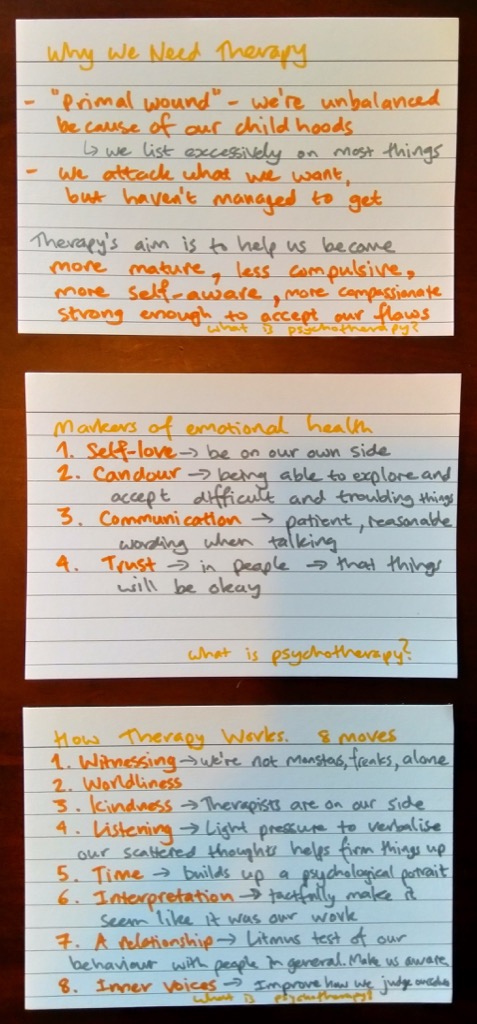 Why We Need Therapy
- "Primal wound" - we're unbalanced
because of our childhoods
↳ we list excessively on most things
- we attack what we want,
but haven't managed to get
Therapy's aim is to help us become
more mature, less compulsive,
more self-aware, more compassionate
strong enough to accept our flaws
what is psychotherapy?
Markers of emotional health
1. Self-love → be on our own side
2. Candour → being able to explore and
accept difficult and troubling things
3. Communication → patient, reasonable
wording when talking
4. Trust → in people → that things
will be okay
what is psychotherapy?
How Therapy Works. 8 moves
1. Witnessing → we're not monsters, freaks, alone
2. Worldliness
3. Kindness → Therapists are on our side
4. Listening → Light pressure to verbalise
our scattered thoughts helps firm things up
5. Time → builds up a psychological portrait
6. Interpretation → tactfully make it
seem like it was our work
7. A relationship → Litmus test of our
behaviour with people in general. Make us aware
8. Inner voices → Improve how we judge ourselves
what is psychotherapy?